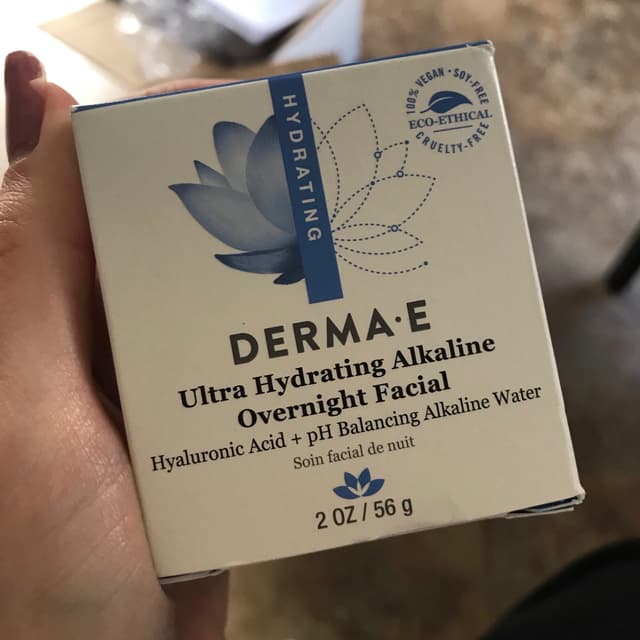 HYDRATING
100% VEGAN • SOY-FREE
ECO-ETHICAL
CRUELTY-FREE
DERMA·E
Ultra Hydrating Alkaline
Overnight Facial
Hyaluronic Acid + pH Balancing Alkaline Water
Soin facial de nuit
2 OZ / 56 g